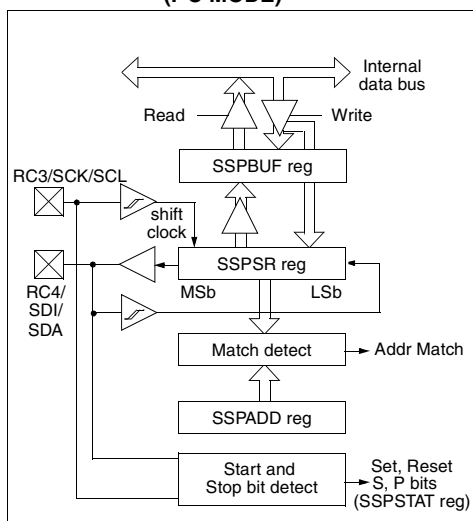 (I²C MODE)
Internal
data bus
Read
Write
SSPBUF reg
RC3/SCK/SCL
shift
clock
SSPSR reg
MSb
LSb
RC4/
SDI/
SDA
Match detect
Addr Match
SSPADD reg
Start and
Stop bit detect
Set, Reset
S, P bits
(SSPSTAT reg)